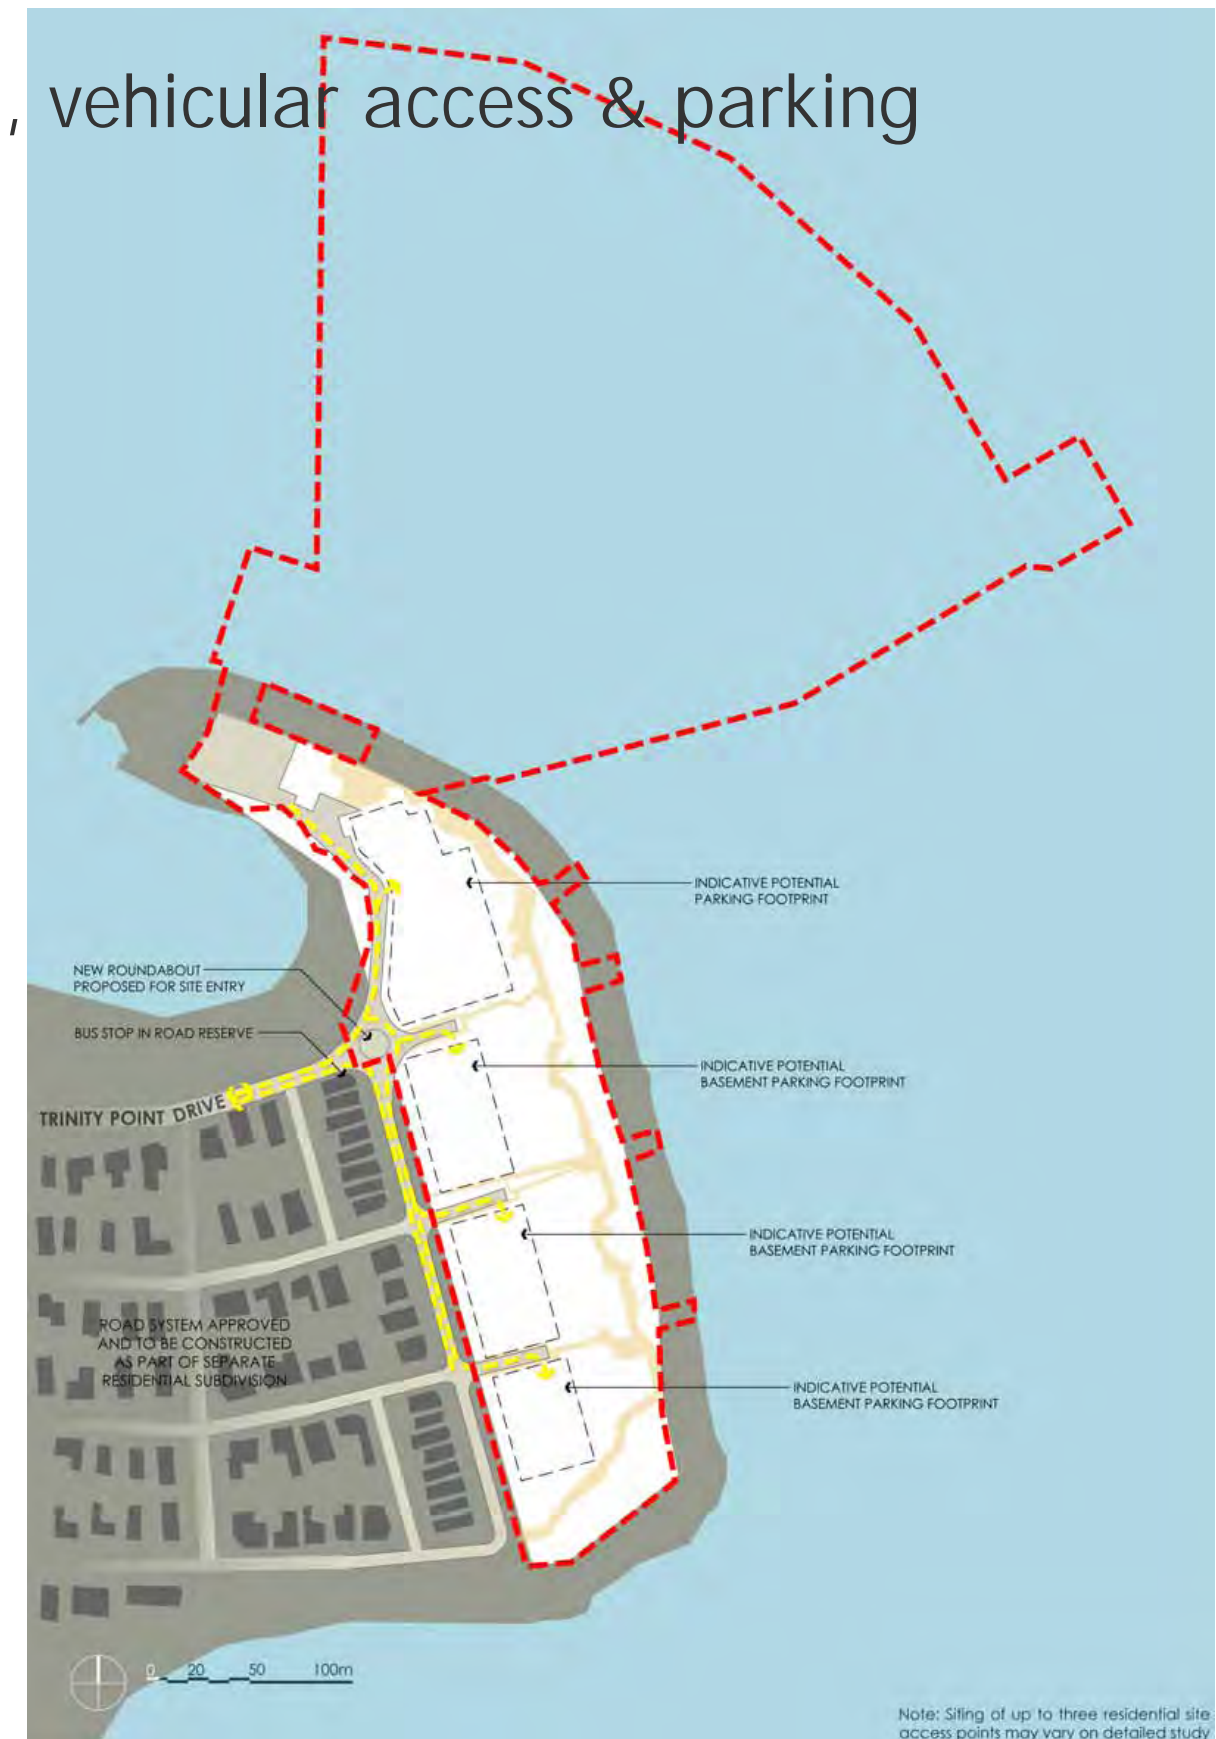 , vehicular access & parking
INDICATIVE POTENTIAL
PARKING FOOTPRINT
NEW ROUNDABOUT
PROPOSED FOR SITE ENTRY
BUS STOP IN ROAD RESERVE
INDICATIVE POTENTIAL
BASEMENT PARKING FOOTPRINT
TRINITY POINT DRIVE
INDICATIVE POTENTIAL
BASEMENT PARKING FOOTPRINT
ROAD SYSTEM APPROVED
AND TO BE CONSTRUCTED
AS PART OF SEPARATE
RESIDENTIAL SUBDIVISION
INDICATIVE POTENTIAL
BASEMENT PARKING FOOTPRINT
0 20 50 100m
Note: Siting of up to three residential site
access points may vary on detailed study